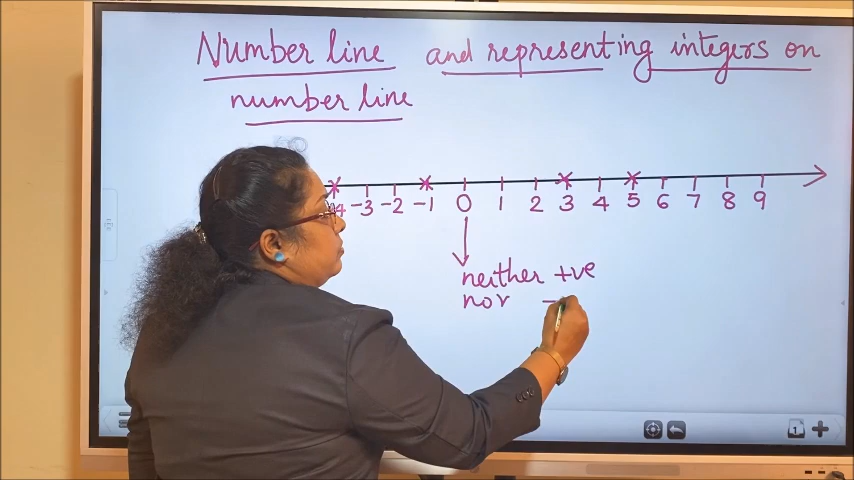 Number line and representing integers on
number line
-4 -3 -2 -1 0 1 2 3 4 5 6 7 8 9
neither +ve
nor -
1